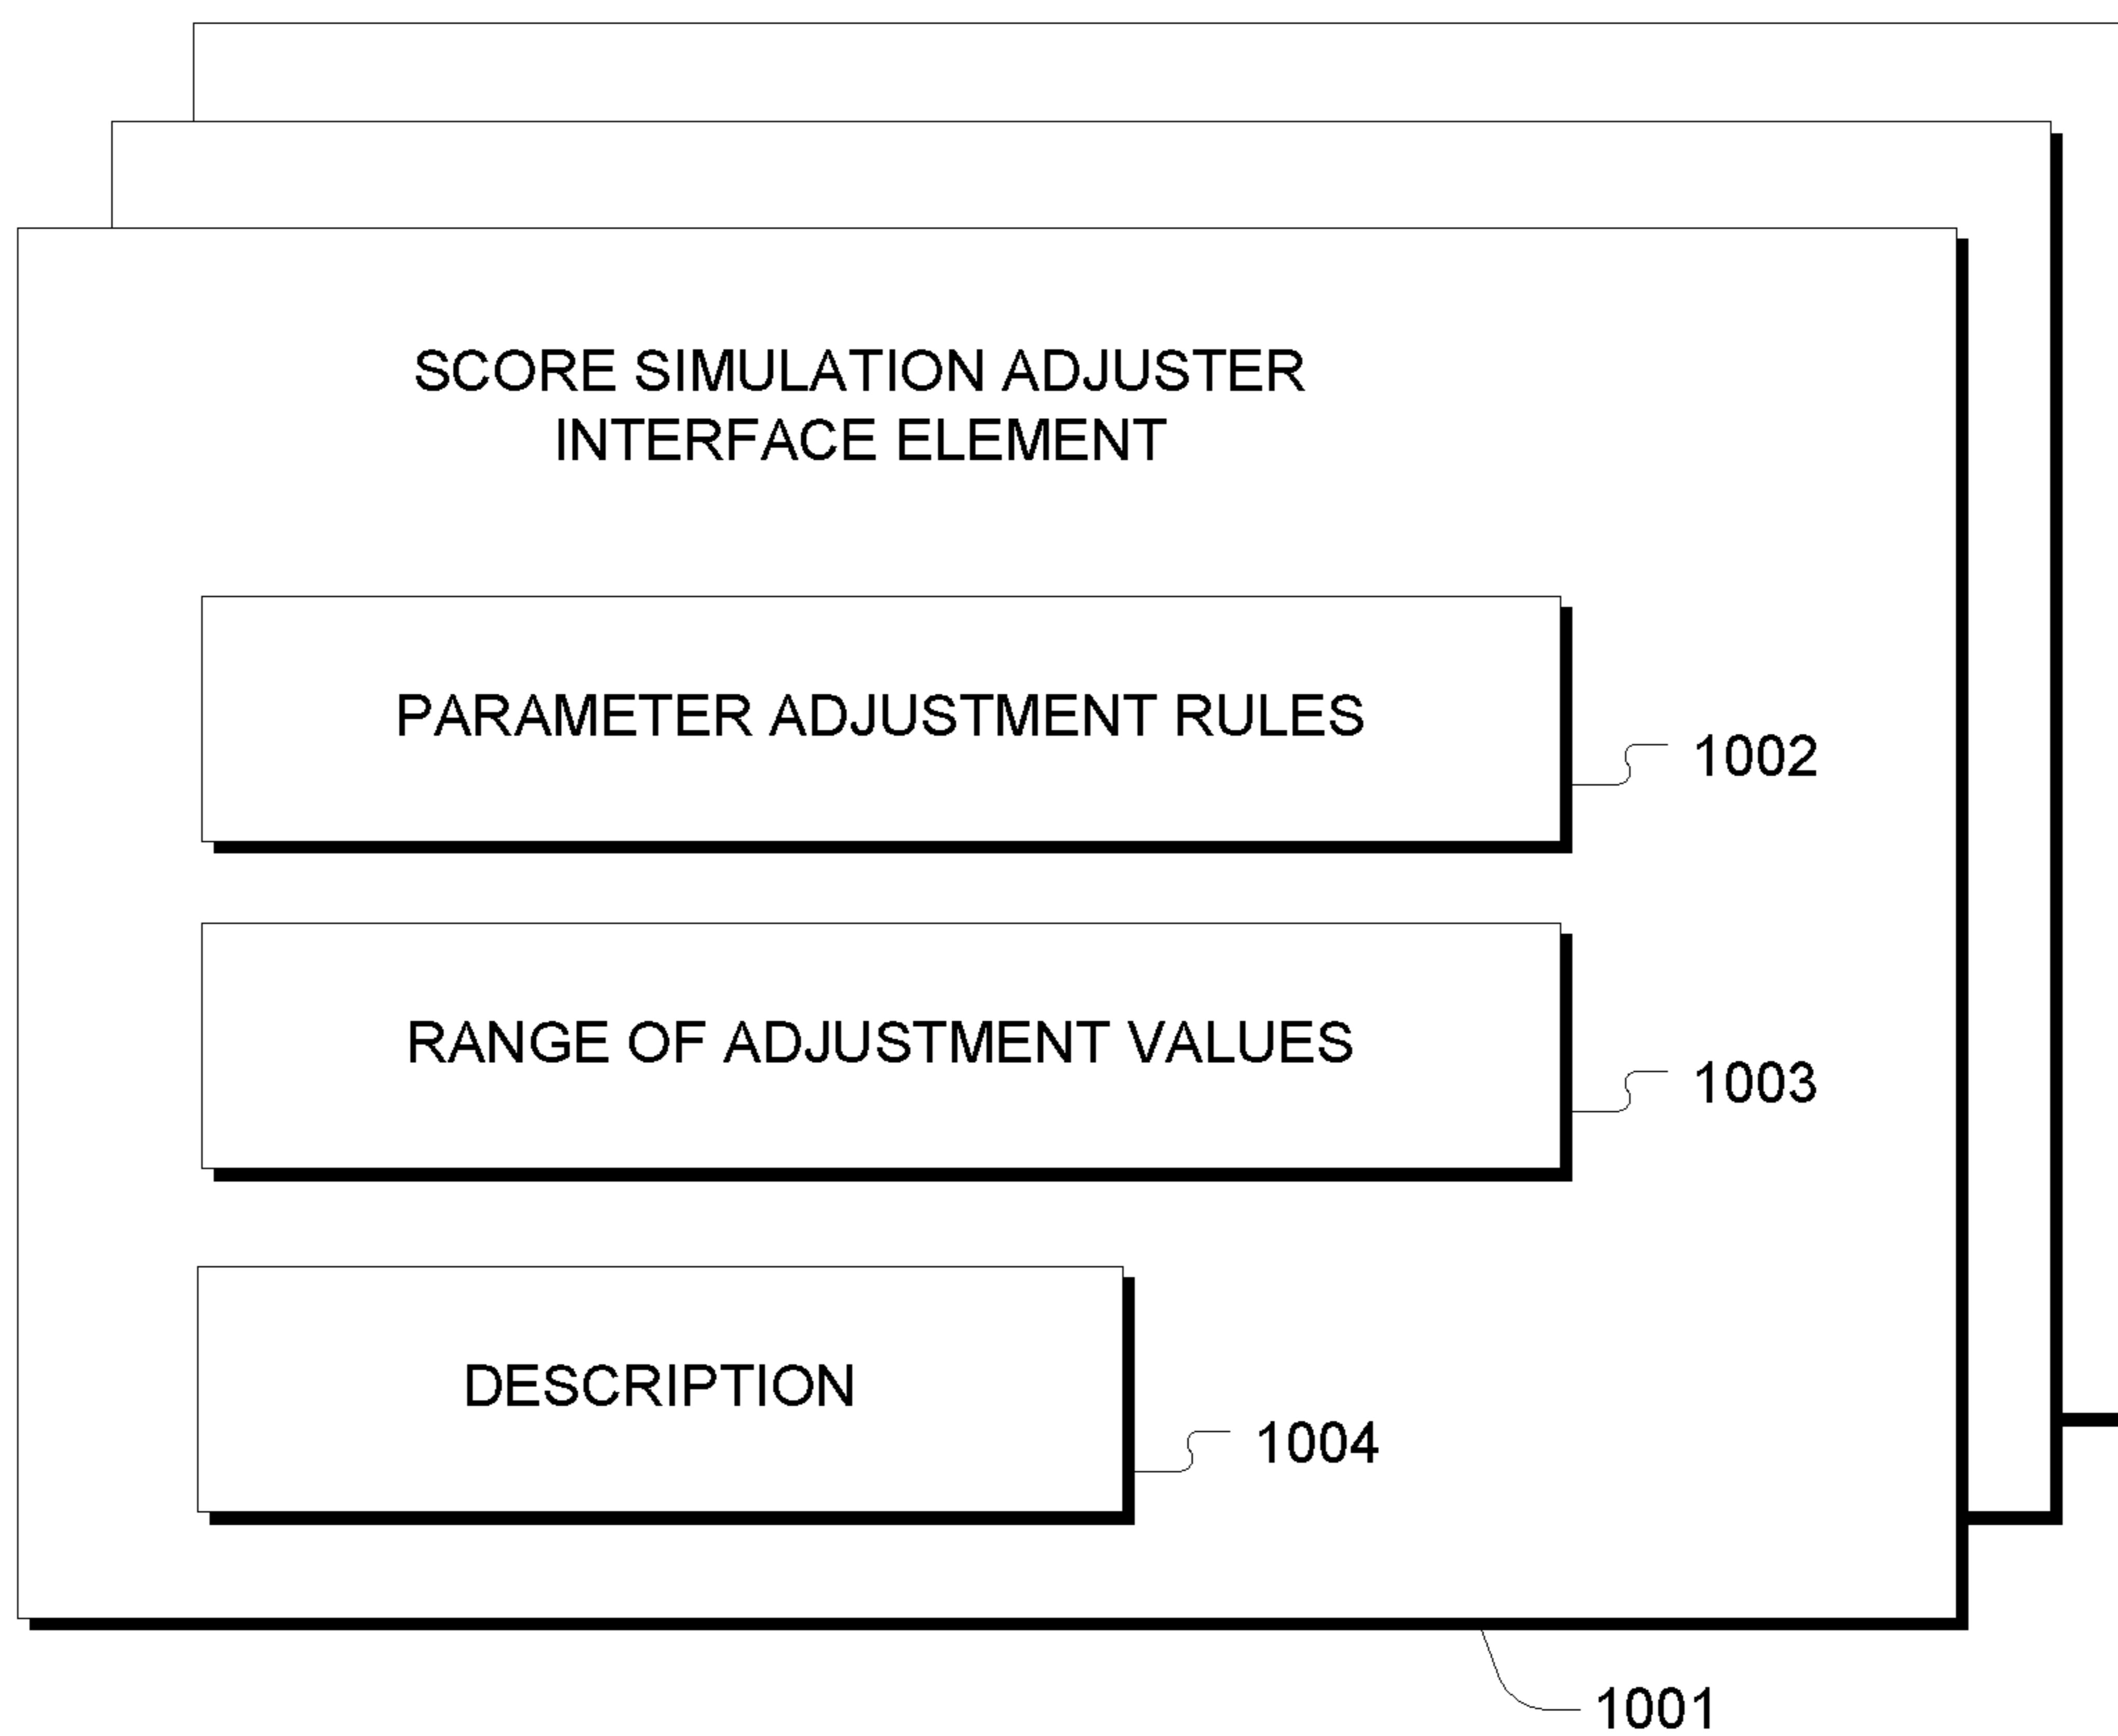 SCORE SIMULATION ADJUSTER
INTERFACE ELEMENT
PARAMETER ADJUSTMENT RULES
1002
RANGE OF ADJUSTMENT VALUES
1003
DESCRIPTION
1004
1001